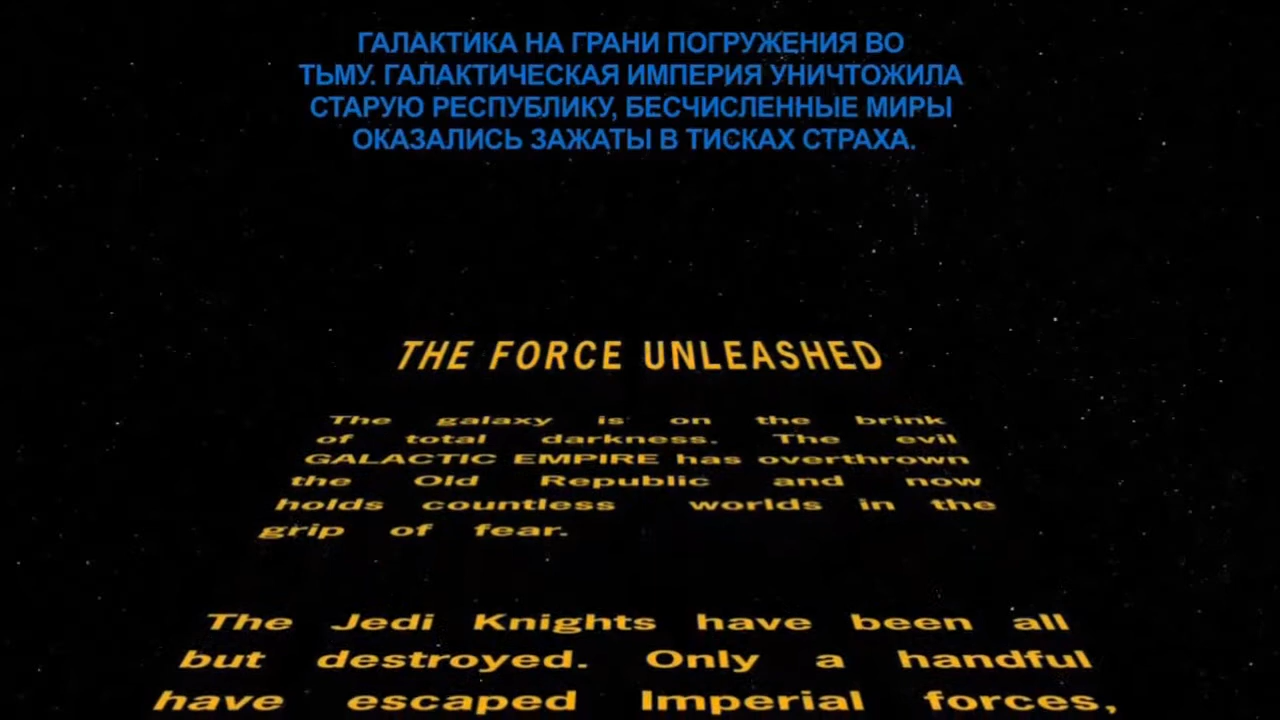 ГАЛАКТИКА НА ГРАНИ ПОГРУЖЕНИЯ ВО
ТЬМУ. ГАЛАКТИЧЕСКАЯ ИМПЕРИЯ УНИЧТОЖИЛА
СТАРУЮ РЕСПУБЛИКУ, БЕСЧИСЛЕННЫЕ МИРЫ
ОКАЗАЛИСЬ ЗАЖАТЫ В ТИСКАХ СТРАХА.
THE FORCE UNLEASHED
The galaxy is on the brink
of total darkness. The evil
GALACTIC EMPIRE has overthrown
the Old Republic and now
holds countless worlds in the
grip of fear.
The Jedi Knights have been all
but destroyed. Only a handful
have escaped Imperial forces,